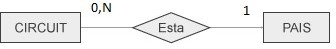 0,N
1
CIRCUIT
Esta
PAIS